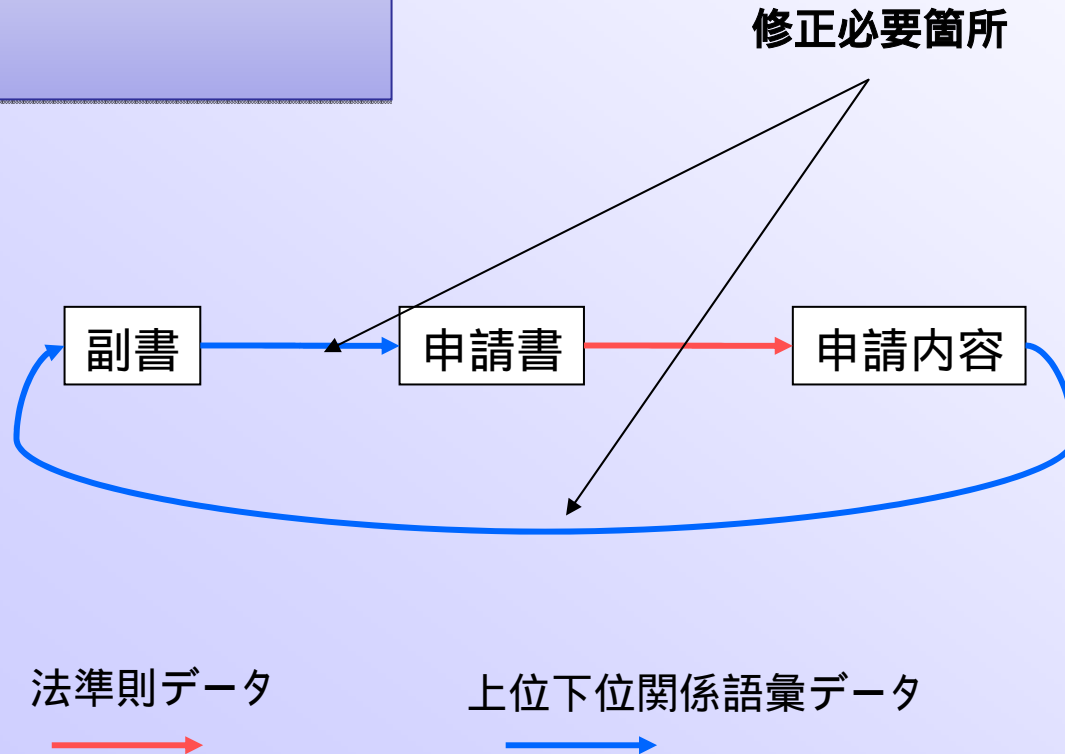 修正必要箇所
副書
申請書
申請内容
法準則データ
上位下位関係語彙データ